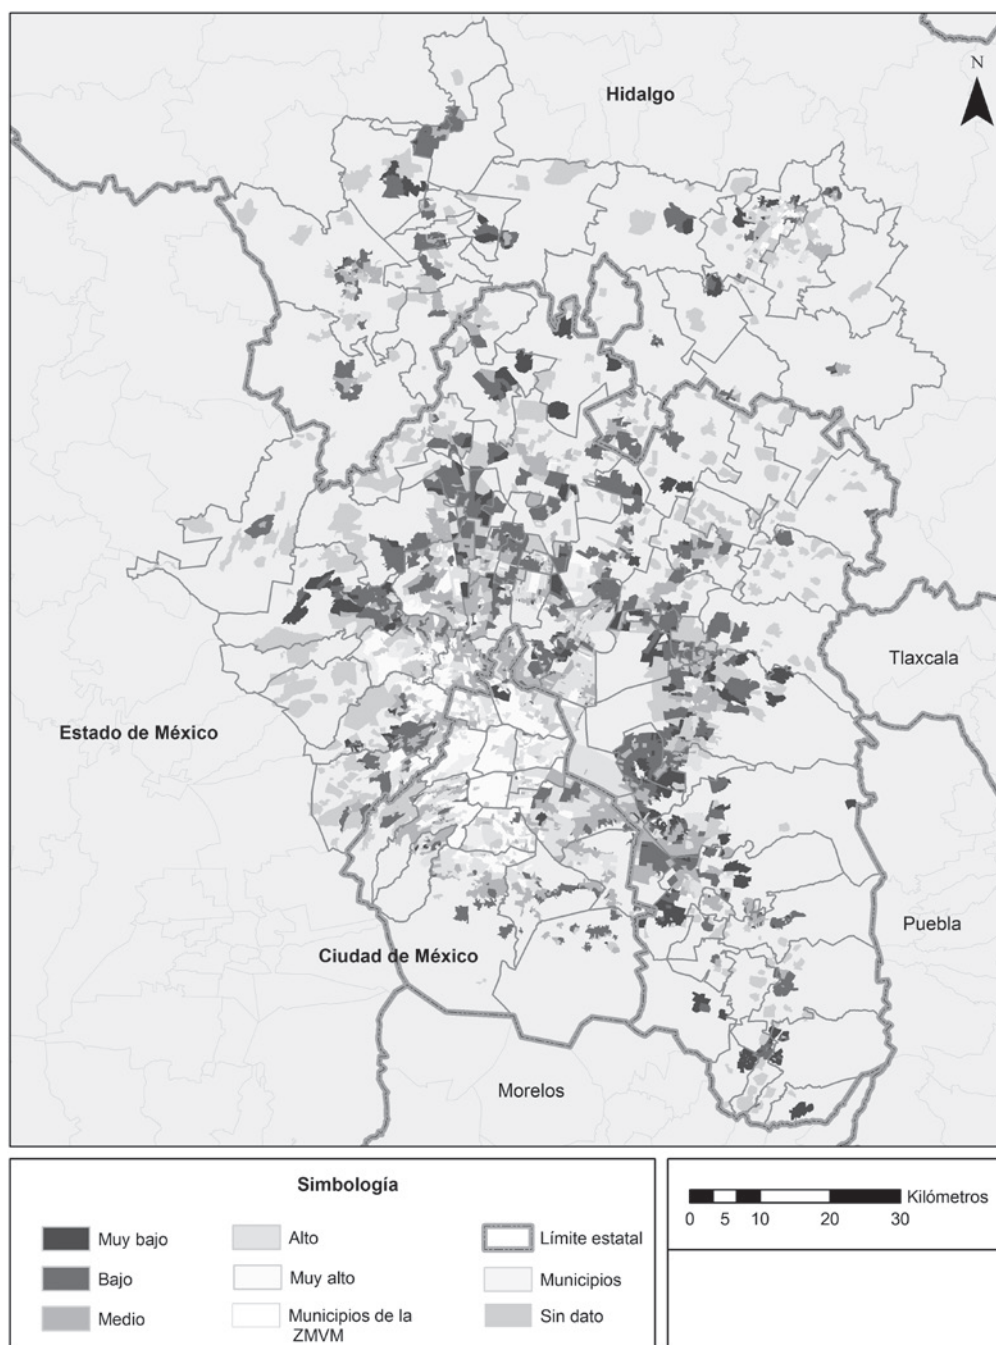 N
Hidalgo
Tlaxcala
Estado de México
Puebla
Ciudad de México
Morelos
Simbología
Muy bajo
Bajo
Medio
Alto
Muy alto
Municipios de la
ZMVM
Límite estatal
Municipios
Sin dato
Kilómetros
0 5 10 20 30